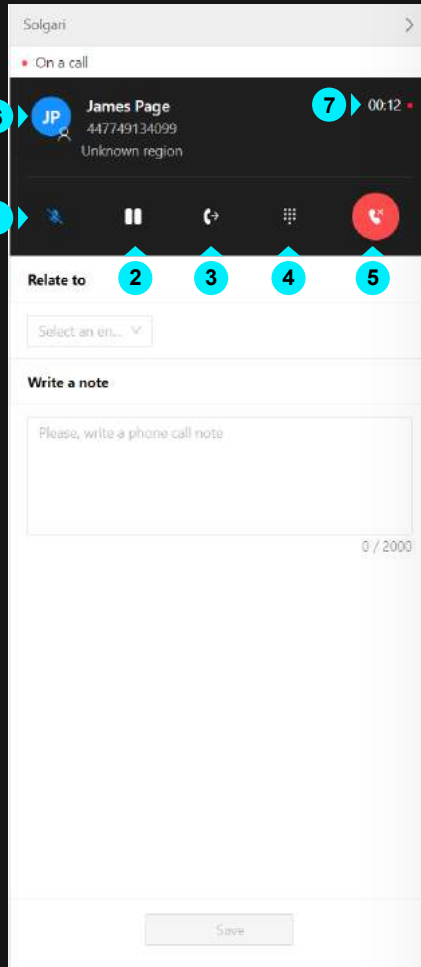 Solgari
On a call
JP
James Page
447749134099
Unknown region
7
00:12
2
3
4
5
Relate to
Select an en...
Write a note
Please, write a phone call note
0 / 2000
Save